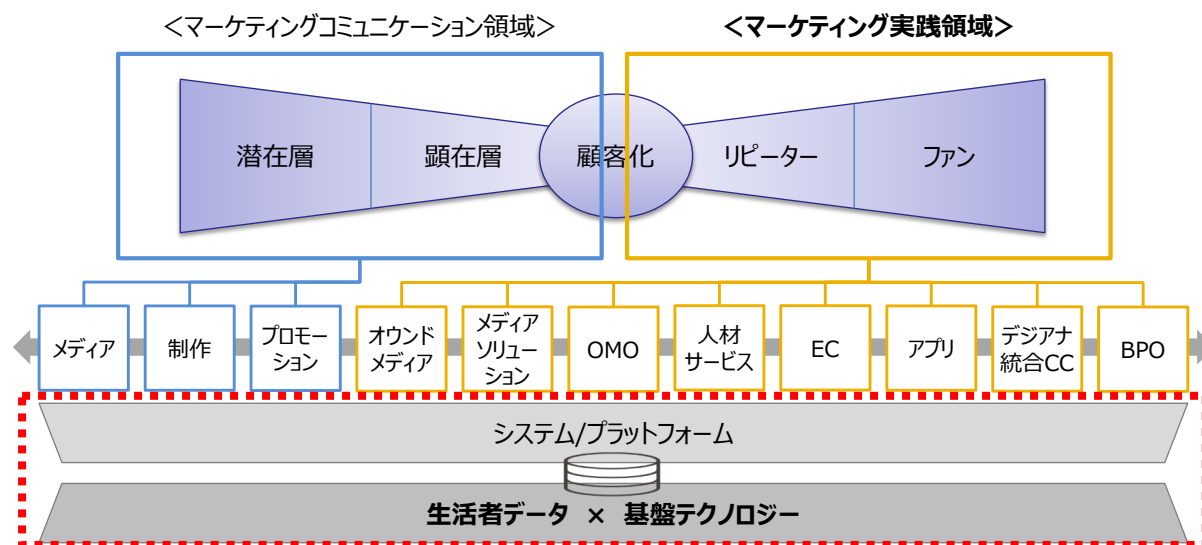 ＜マーケティングコミュニケーション領域＞
＜マーケティング実践領域＞
潜在層
顕在層
顧客化
リピーター
ファン
メディア
制作
プロモー
ション
オウンド
メディア
メディア
ソリュー
ション
OMO
人材
サービス
EC
アプリ
デジアナ
統合CC
BPO
システム/プラットフォーム
生活者データ × 基盤テクノロジー